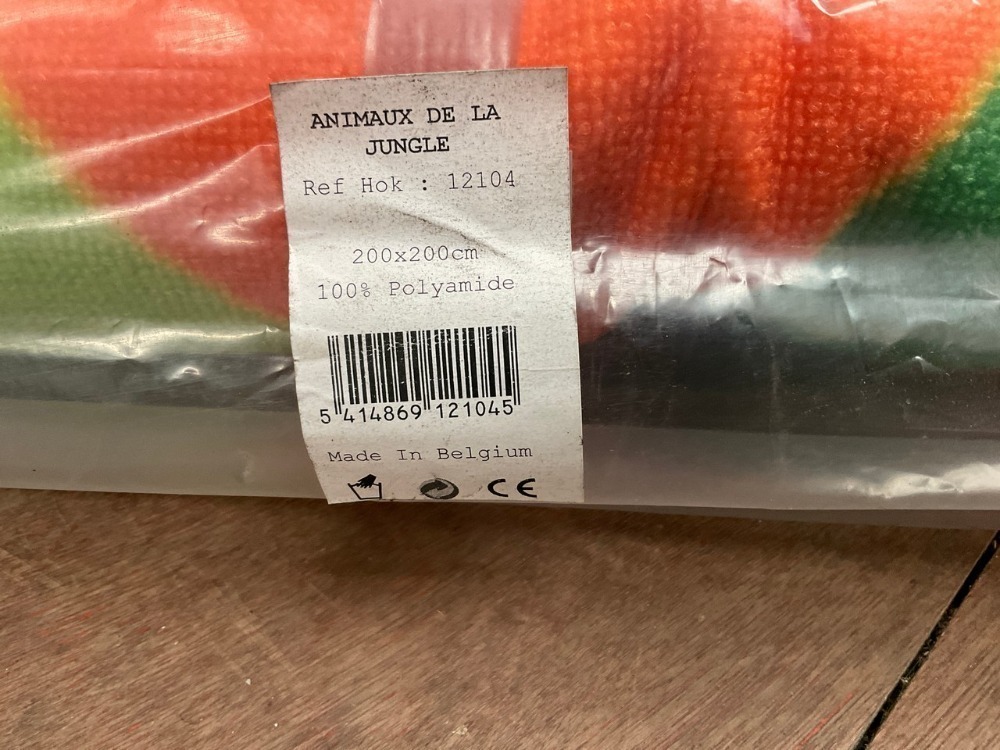 ANIMAUX DE LA
JUNGLE
Ref Hok : 12104
200x200cm
100% Polyamide
5 414869 121045
Made In Belgium
CE